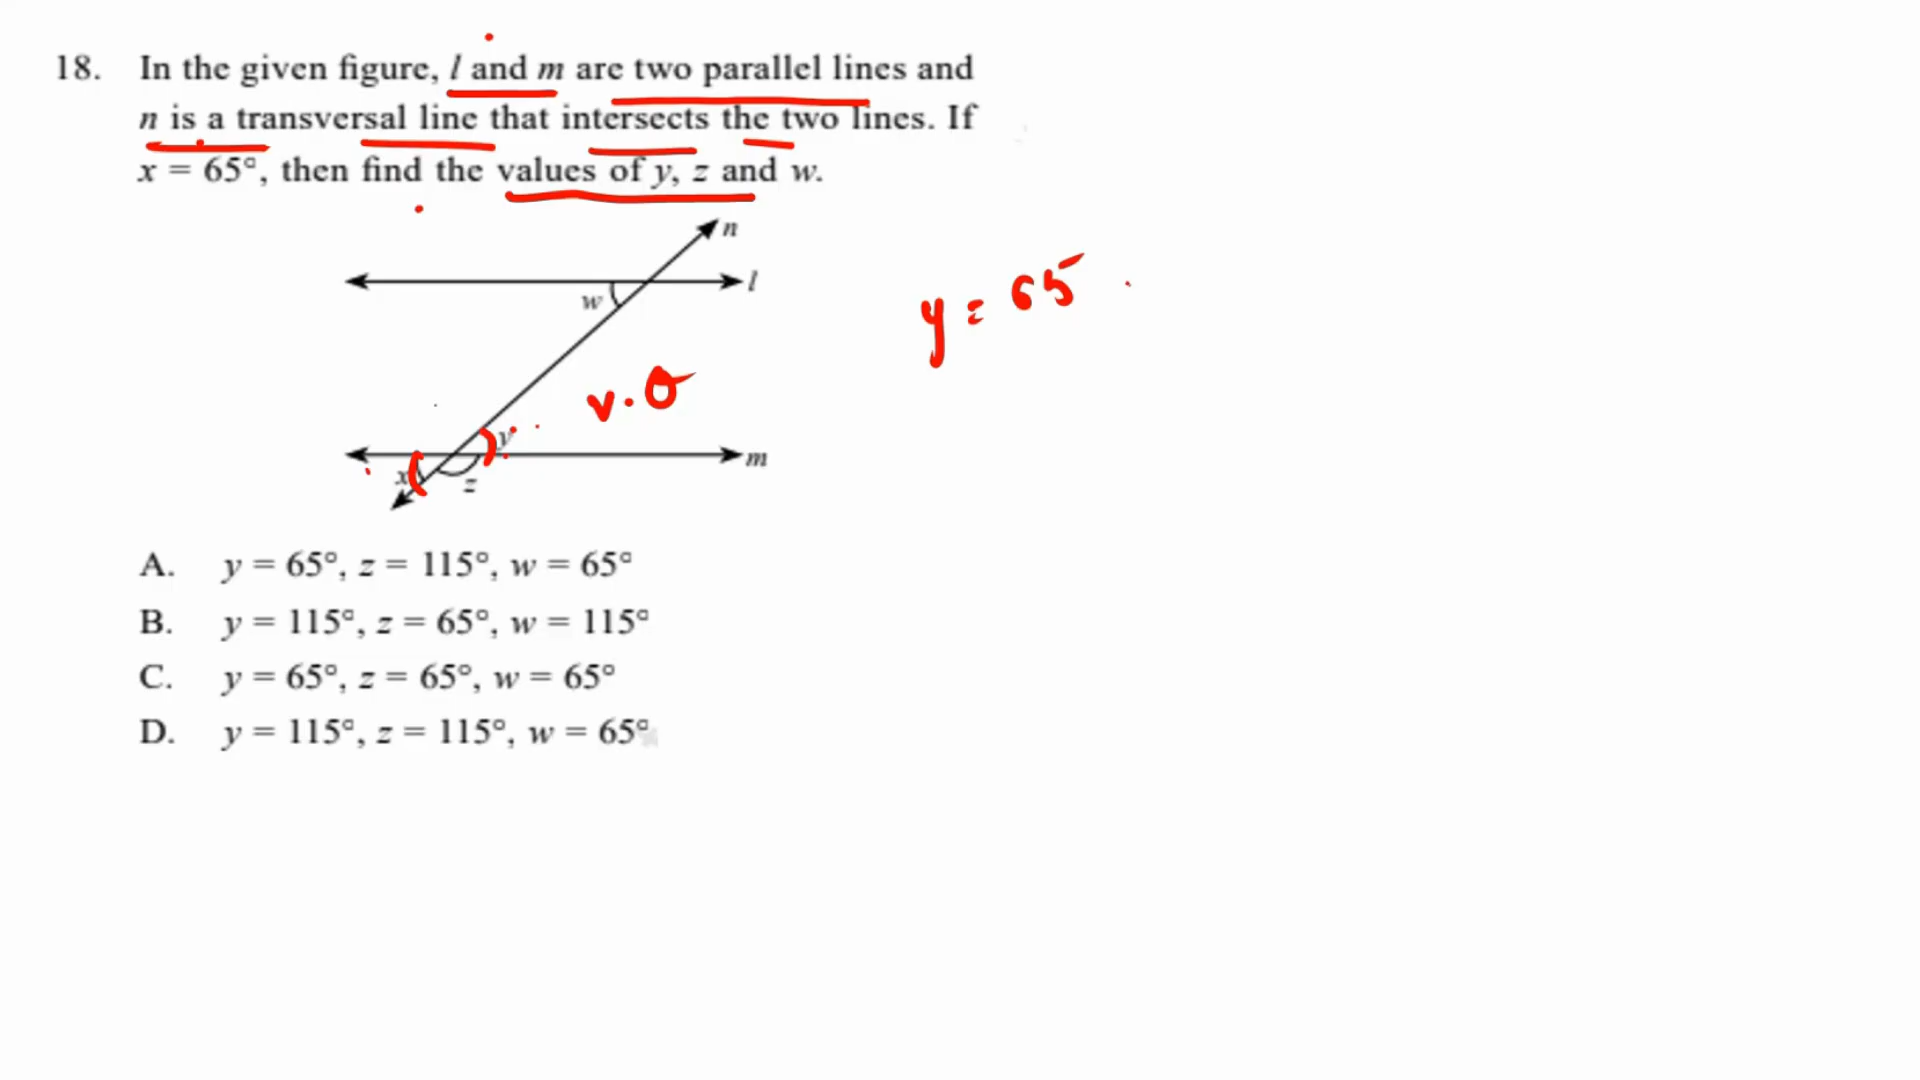 18. In the given figure, l and m are two parallel lines and
n is a transversal line that intersects the two lines. If
x = 65°, then find the values of y, z and w.
n
l
w
y = 65
v.o
y
m
x
z
A. y = 65°, z = 115°, w = 65°
B. y = 115°, z = 65°, w = 115°
C. y = 65°, z = 65°, w = 65°
D. y = 115°, z = 115°, w = 65°